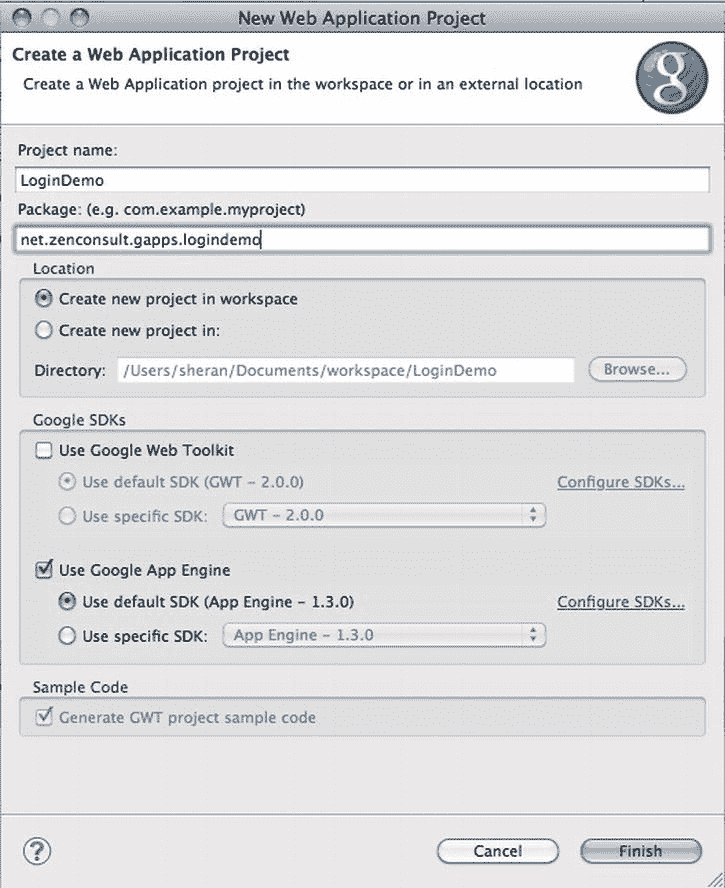 New Web Application Project
Create a Web Application Project
Create a Web Application project in the workspace or in an external location
g
Project name:
LoginDemo
Package: (e.g. com.example.myproject)
net.zenconsult.gapps.logindemo
Location
Create new project in workspace
Create new project in:
Directory: /Users/sheran/Documents/workspace/LoginDemo Browse...
Google SDKs
Use Google Web Toolkit
Use default SDK (GWT – 2.0.0) Configure SDKs...
Use specific SDK: GWT – 2.0.0
Use Google App Engine
Use default SDK (App Engine – 1.3.0) Configure SDKs...
Use specific SDK: App Engine – 1.3.0
Sample Code
Generate GWT project sample code
? Cancel Finish